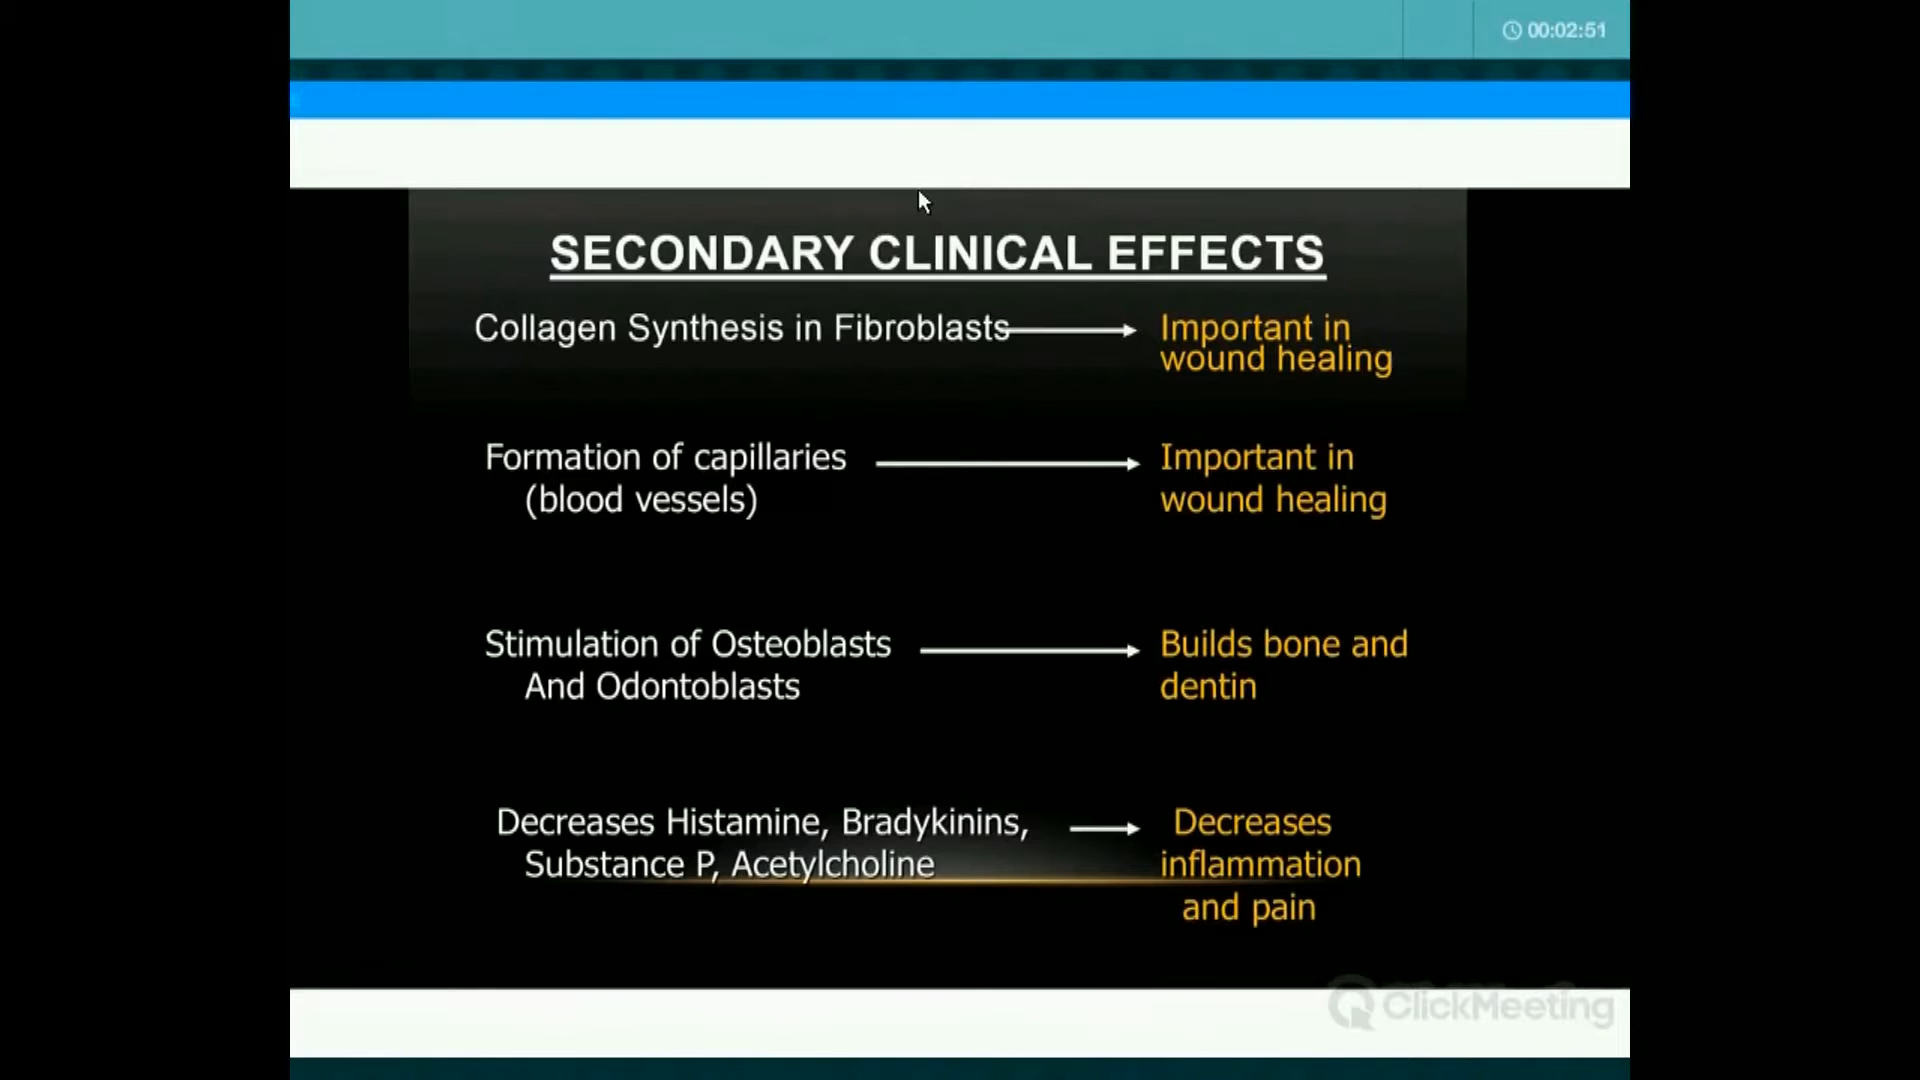 00:02:51
SECONDARY CLINICAL EFFECTS
Collagen Synthesis in Fibroblasts
Important in
wound healing
Formation of capillaries
(blood vessels)
Important in
wound healing
Stimulation of Osteoblasts
And Odontoblasts
Builds bone and
dentin
Decreases Histamine, Bradykinins,
Substance P, Acetylcholine
Decreases
inflammation
and pain
ClickMeeting